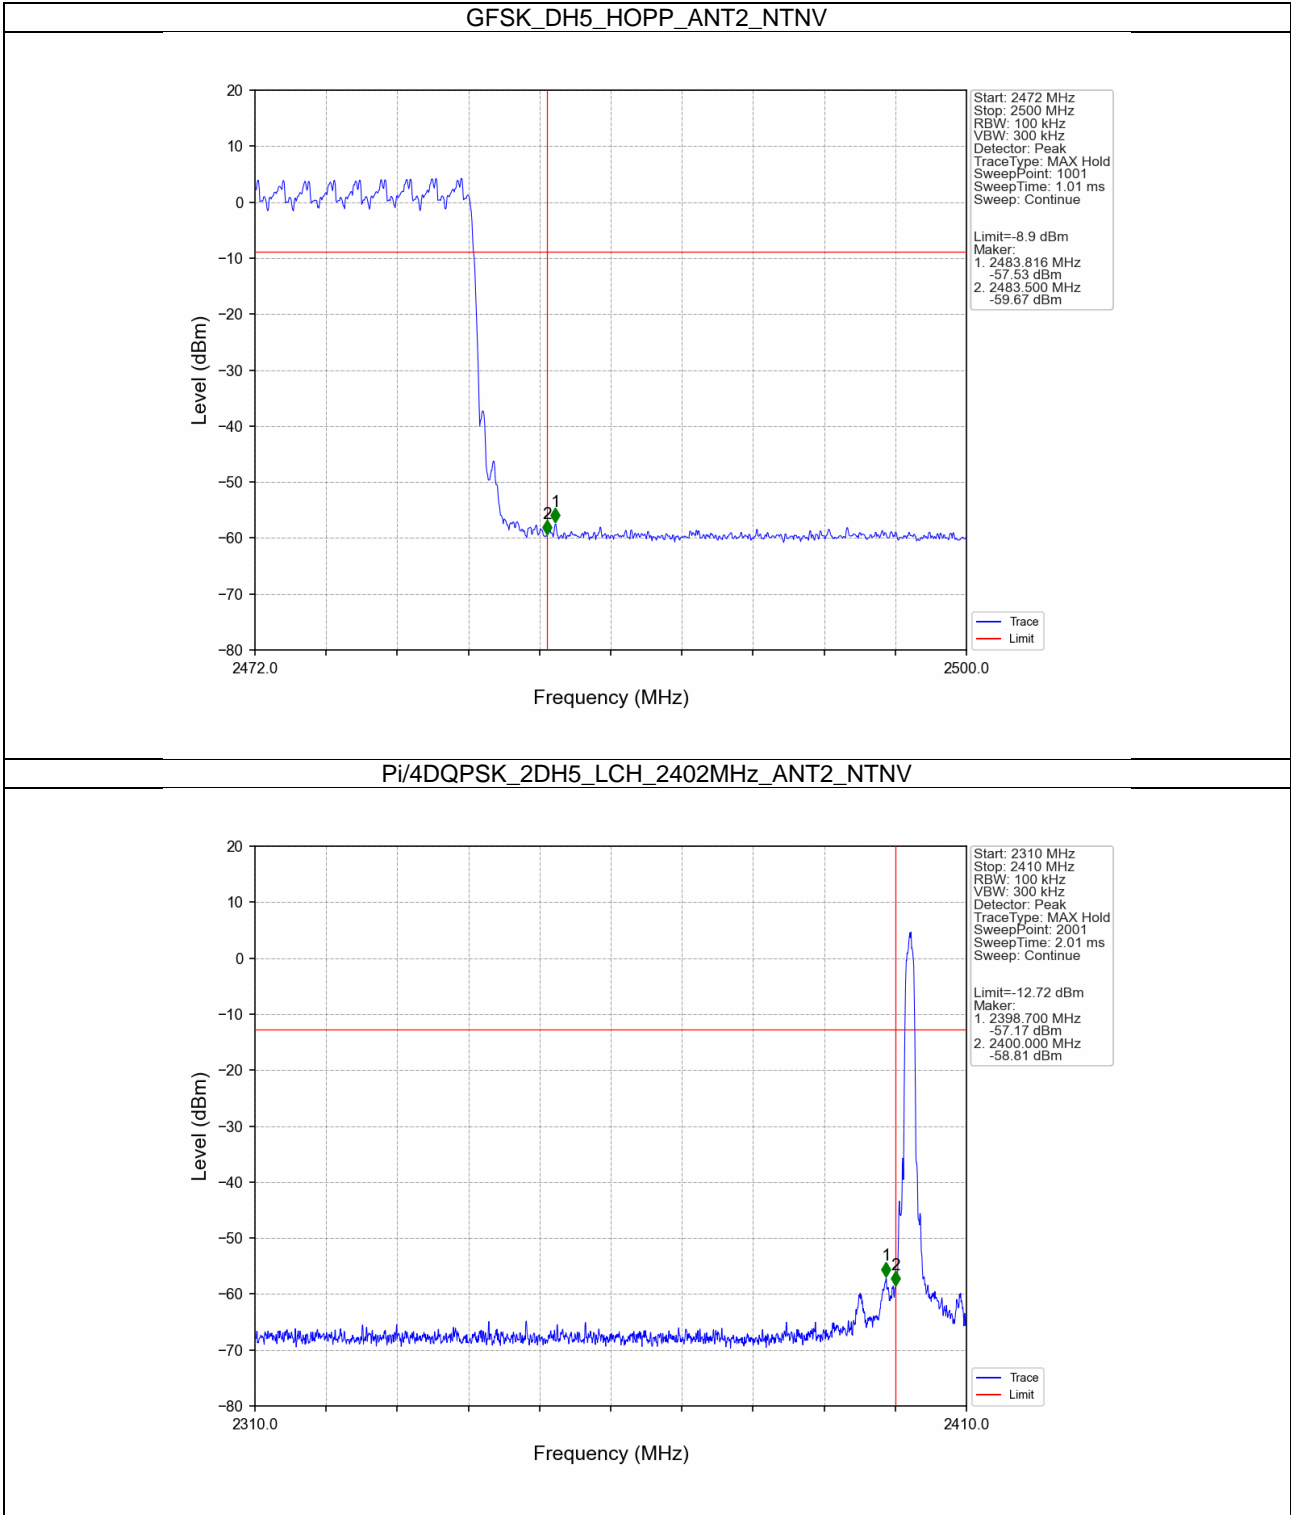 GFSK_DH5_HOPP_ANT2_NTNV
20
10
0
−10
−20
−30
−40
−50
−60
−70
−80
Level (dBm)
2472.0
2500.0
Frequency (MHz)
1
2
Start: 2472 MHz
Stop: 2500 MHz
RBW: 100 kHz
VBW: 300 kHz
Detector: Peak
TraceType: MAX Hold
SweepPoint: 1001
SweepTime: 1.01 ms
Sweep: Continue
Limit=-8.9 dBm
Maker:
1. 2483.816 MHz
-57.53 dBm
2. 2483.500 MHz
-59.67 dBm
Trace
Limit
Pi/4DQPSK_2DH5_LCH_2402MHz_ANT2_NTNV
20
10
0
−10
−20
−30
−40
−50
−60
−70
−80
Level (dBm)
2310.0
2410.0
Frequency (MHz)
1
2
Start: 2310 MHz
Stop: 2410 MHz
RBW: 100 kHz
VBW: 300 kHz
Detector: Peak
TraceType: MAX Hold
SweepPoint: 2001
SweepTime: 2.01 ms
Sweep: Continue
Limit=-12.72 dBm
Maker:
1. 2398.700 MHz
-57.17 dBm
2. 2400.000 MHz
-58.81 dBm
Trace
Limit